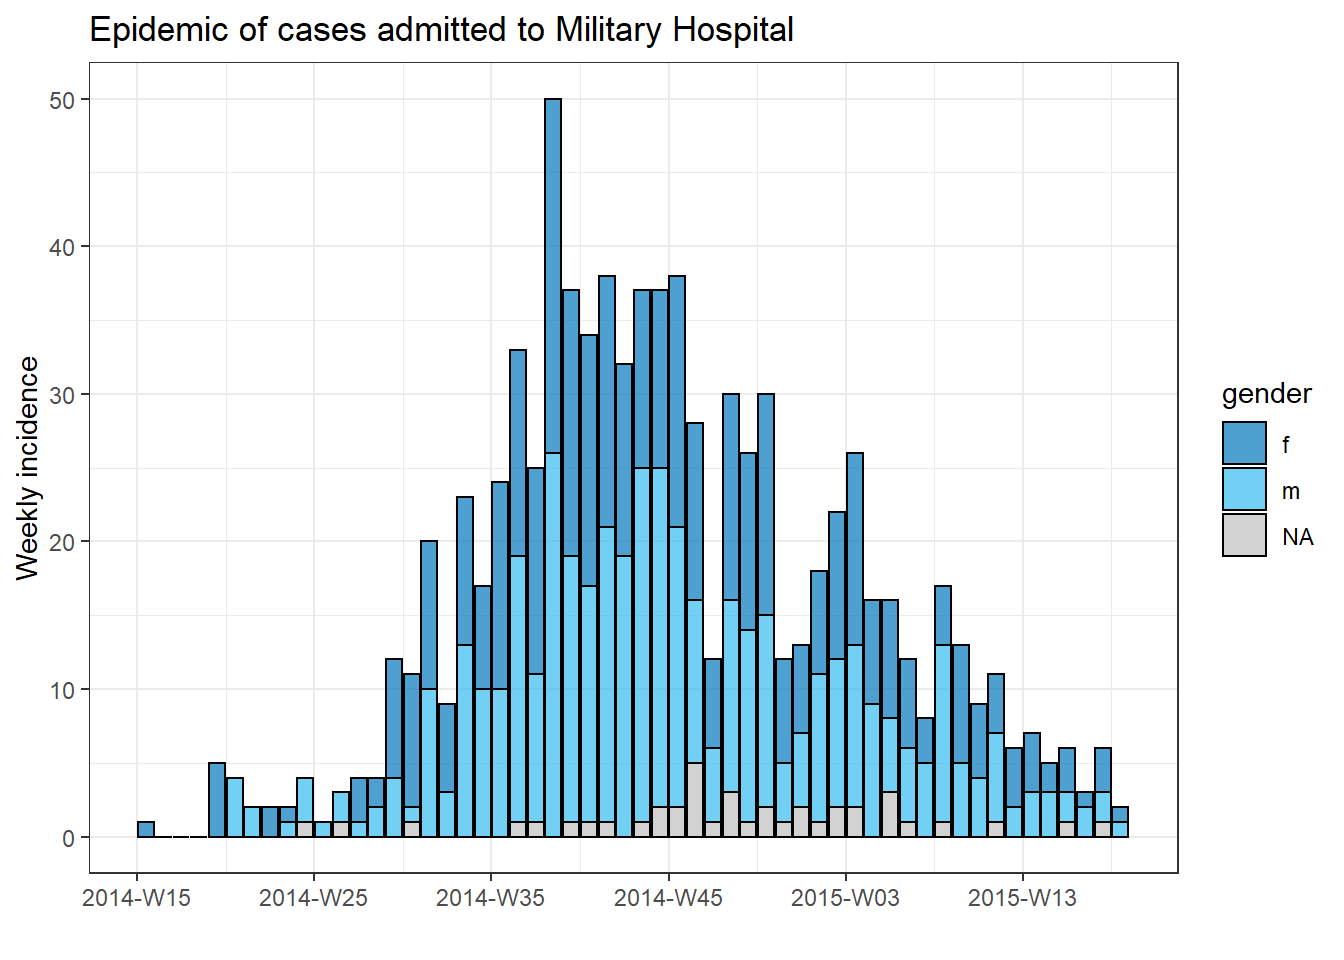 Epidemic of cases admitted to Military Hospital
Weekly incidence
50
40
30
20
10
0
2014-W15 2014-W25 2014-W35 2014-W45 2015-W03 2015-W13
gender
f
m
NA